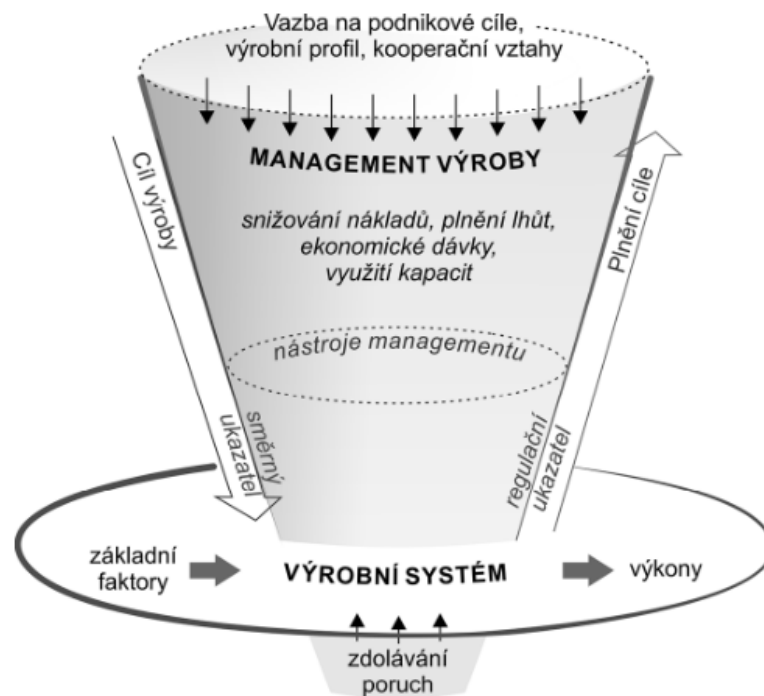 Vazba na podnikové cíle,
výrobní profil, kooperační vztahy
MANAGEMENT VÝROBY
Cíl výroby
snižování nákladů, plnění lhůt,
ekonomické dávky,
využití kapacit
Plnění cíle
nástroje managementu
směrný
ukazatel
regulační
ukazatel
základní
faktory
VÝROBNÍ SYSTÉM
výkony
zdolávání
poruch